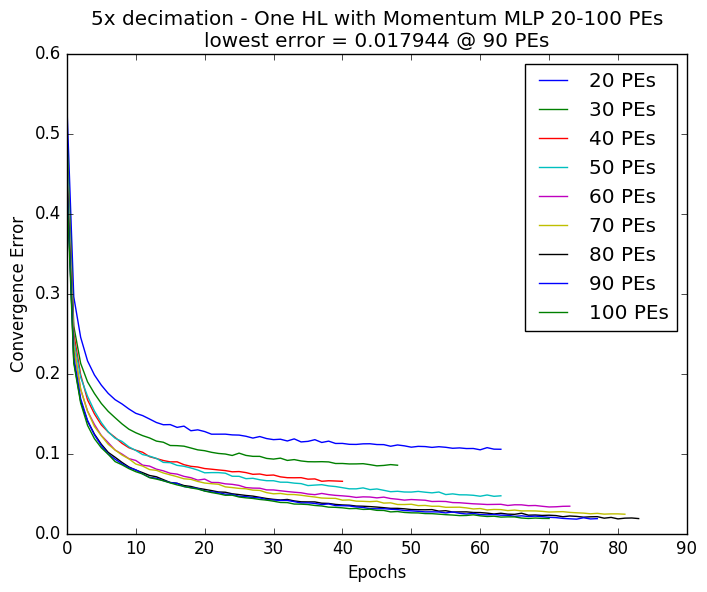 5x decimation - One HL with Momentum MLP 20-100 PEs
lowest error = 0.017944 @ 90 PEs
0.6
0.5
0.4
0.3
0.2
0.1
0.0
Convergence Error
20 PEs
30 PEs
40 PEs
50 PEs
60 PEs
70 PEs
80 PEs
90 PEs
100 PEs
0 10 20 30 40 50 60 70 80 90
Epochs